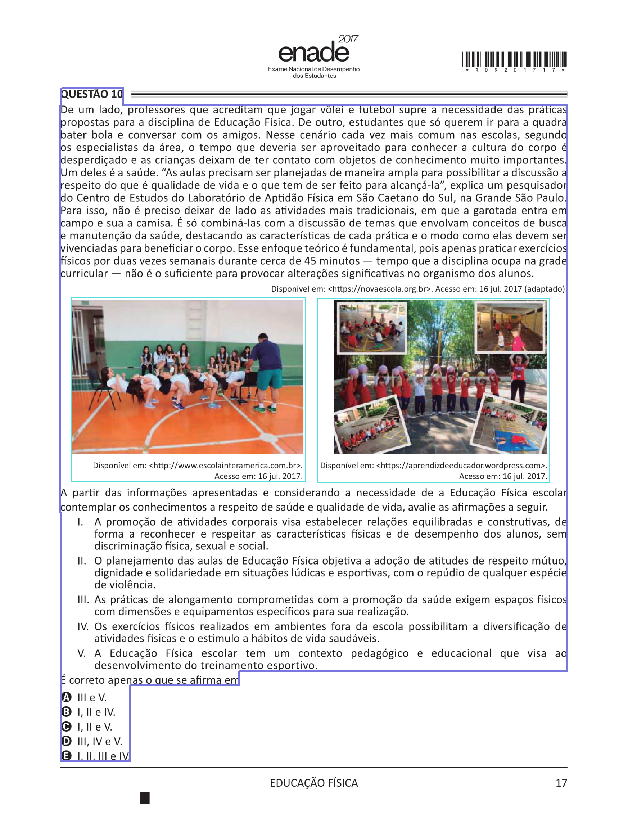 2017
enade
Exame Nacional de Desempenho
dos Estudantes
QUESTÃO 10
De um lado, professores que acreditam que jogar vôlei e futebol supre a necessidade das práticas
propostas para a disciplina de Educação Física. De outro, estudantes que só querem ir para a quadra
bater bola e conversar com os amigos. Nesse cenário cada vez mais comum nas escolas, segundo
os especialistas da área, o tempo que deveria ser aproveitado para conhecer a cultura do corpo é
desperdiçado e as crianças deixam de ter contato com objetos de conhecimento muito importantes.
Um deles é a saúde. “As aulas precisam ser planejadas de maneira ampla para possibilitar a discussão a
respeito do que é qualidade de vida e o que tem de ser feito para alcançá-la”, explica um pesquisador
do Centro de Estudos do Laboratório de Aptidão Física em São Caetano do Sul, na Grande São Paulo.
Para isso, não é preciso deixar de lado as atividades mais tradicionais, em que a garotada entra em
campo e sua a camisa. É só combiná-las com a discussão de temas que envolvam conceitos de busca
e manutenção da saúde, destacando as características de cada prática e o modo como elas devem ser
vivenciadas para beneficiar o corpo. Esse enfoque teórico é fundamental, pois apenas praticar exercícios
físicos por duas vezes semanais durante cerca de 45 minutos — tempo que a disciplina ocupa na grade
curricular — não é o suficiente para provocar alterações significativas no organismo dos alunos.
Disponível em: <https://novaescola.org.br>. Acesso em: 16 jul. 2017 (adaptado).
Disponível em: <http://www.escolainteramerica.com.br>.
Acesso em: 16 jul. 2017.
Disponível em: <https://aprendizdeeducador.wordpress.com>.
Acesso em: 16 jul. 2017.
A partir das informações apresentadas e considerando a necessidade de a Educação Física escolar
contemplar os conhecimentos a respeito de saúde e qualidade de vida, avalie as afirmações a seguir.
I. A promoção de atividades corporais visa estabelecer relações equilibradas e construtivas, de
forma a reconhecer e respeitar as características físicas e de desempenho dos alunos, sem
discriminação física, sexual e social.
II. O planejamento das aulas de Educação Física objetiva a adoção de atitudes de respeito mútuo,
dignidade e solidariedade em situações lúdicas e esportivas, com o repúdio de qualquer espécie
de violência.
III. As práticas de alongamento comprometidas com a promoção da saúde exigem espaços físicos
com dimensões e equipamentos específicos para sua realização.
IV. Os exercícios físicos realizados em ambientes fora da escola possibilitam a diversificação de
atividades físicas e o estímulo a hábitos de vida saudáveis.
V. A Educação Física escolar tem um contexto pedagógico e educacional que visa ao
desenvolvimento do treinamento esportivo.
É correto apenas o que se afirma em
A III e V.
B I, II e IV.
C I, II e V.
D III, IV e V.
E I, II, III e IV.
EDUCAÇÃO FÍSICA
17